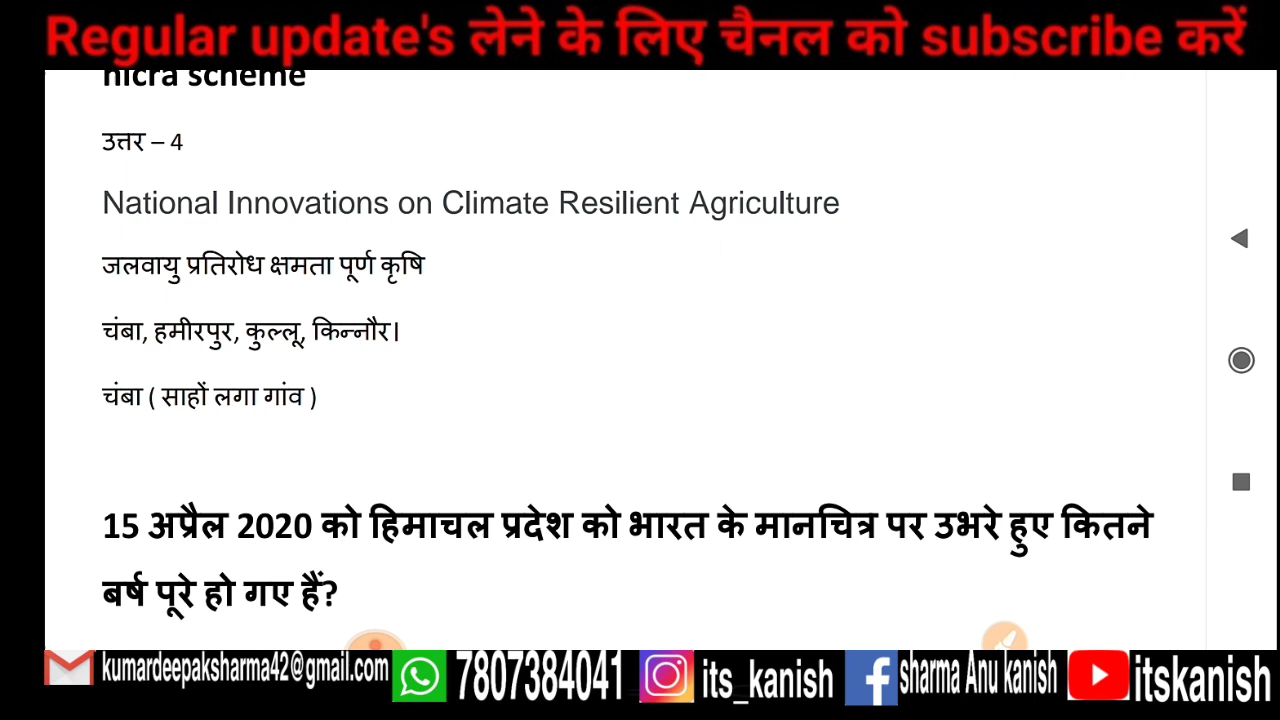 Regular update's लेने के लिए चैनल को subscribe करें
nicra scheme
उत्तर – 4
National Innovations on Climate Resilient Agriculture
जलवायु प्रतिरोध क्षमता पूर्ण कृषि
चंबा, हमीरपुर, कुल्लू, किन्नौर।
चंबा ( साहों लगा गांव )
15 अप्रैल 2020 को हिमाचल प्रदेश को भारत के मानचित्र पर उभरे हुए कितने
बर्ष पूरे हो गए हैं?
kumardeepaksharma42@gmail.com 7807384041 its_kanish sharma Anu kanish itskanish